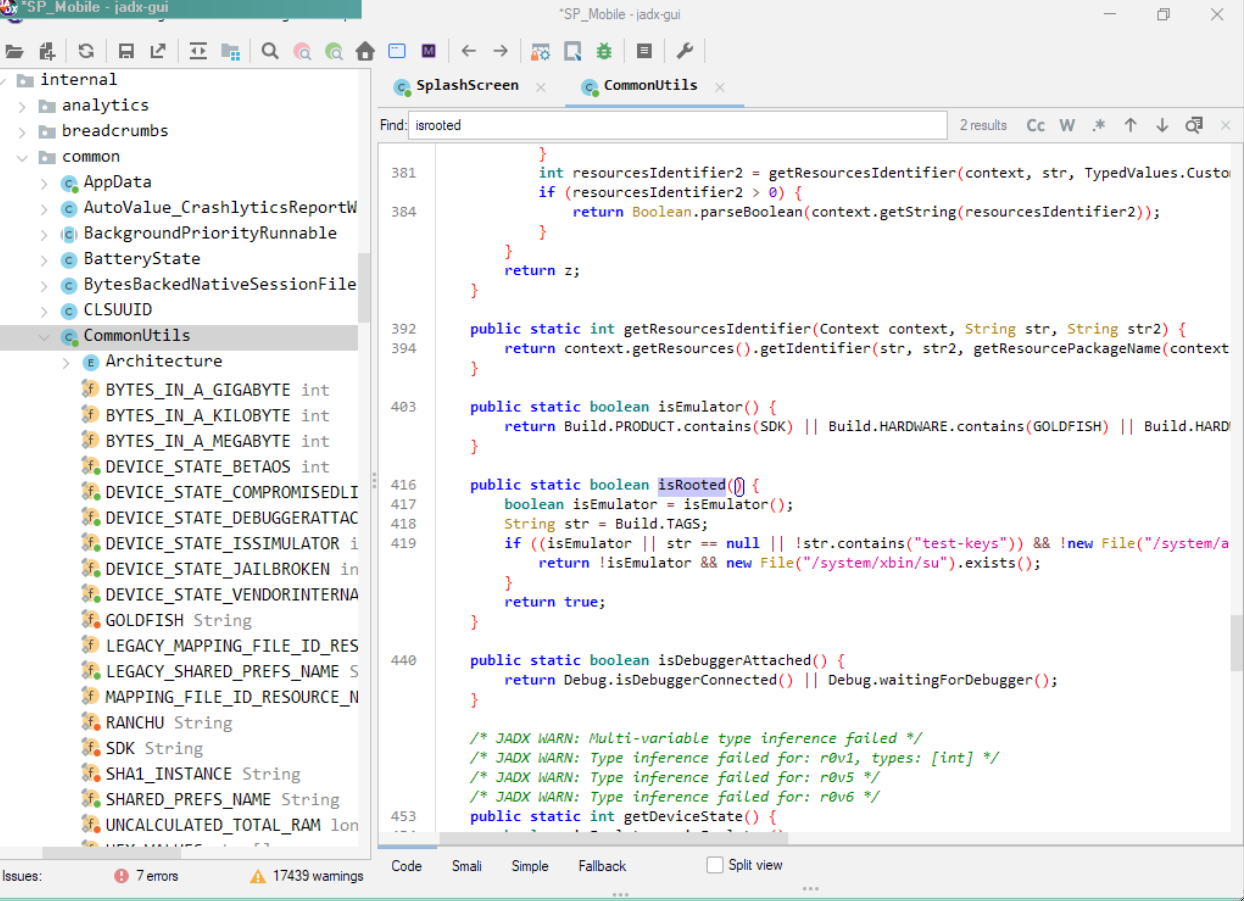 *SP_Mobile - jadx-gui
*SP_Mobile - jadx-gui
internal
analytics
breadcrumbs
common
AppData
AutoValue_CrashlyticsReportW
BackgroundPriorityRunnable
BatteryState
BytesBackedNativeSessionFile
CLSUUID
CommonUtils
Architecture
BYTES_IN_A_GIGABYTE int
BYTES_IN_A_KILOBYTE int
BYTES_IN_A_MEGABYTE int
DEVICE_STATE_BETAOS int
DEVICE_STATE_COMPROMISEDLI
DEVICE_STATE_DEBUGGERATTAC
DEVICE_STATE_ISSIMULATOR i
DEVICE_STATE_JAILBROKEN in
DEVICE_STATE_VENDORINTERNA
GOLDFISH String
LEGACY_MAPPING_FILE_ID_RES
LEGACY_SHARED_PREFS_NAME S
MAPPING_FILE_ID_RESOURCE_N
RANCHU String
SDK String
SHA1_INSTANCE String
SHARED_PREFS_NAME String
UNCALCULATED_TOTAL_RAM lon
Issues: 7 errors 17439 warnings
SplashScreen CommonUtils
Find: isrooted 2 results Cc W .*
}
381 int resourcesIdentifier2 = getResourcesIdentifier(context, str, TypedValues.Custo
if (resourcesIdentifier2 > 0) {
384 return Boolean.parseBoolean(context.getString(resourcesIdentifier2));
}
}
return z;
}
392 public static int getResourcesIdentifier(Context context, String str, String str2) {
394 return context.getResources().getIdentifier(str, str2, getResourcePackageName(context
}
403 public static boolean isEmulator() {
return Build.PRODUCT.contains(SDK) || Build.HARDWARE.contains(GOLDFISH) || Build.HARD
}
416 public static boolean isRooted() {
417 boolean isEmulator = isEmulator();
418 String str = Build.TAGS;
419 if ((isEmulator || str == null || !str.contains("test-keys")) && !new File("/system/a
return !isEmulator && new File("/system/xbin/su").exists();
}
return true;
}
440 public static boolean isDebuggerAttached() {
return Debug.isDebuggerConnected() || Debug.waitingForDebugger();
}
/* JADX WARN: Multi-variable type inference failed */
/* JADX WARN: Type inference failed for: r0v1, types: [int] */
/* JADX WARN: Type inference failed for: r0v5 */
/* JADX WARN: Type inference failed for: r0v6 */
453 public static int getDeviceState() {
Code Smali Simple Fallback Split view